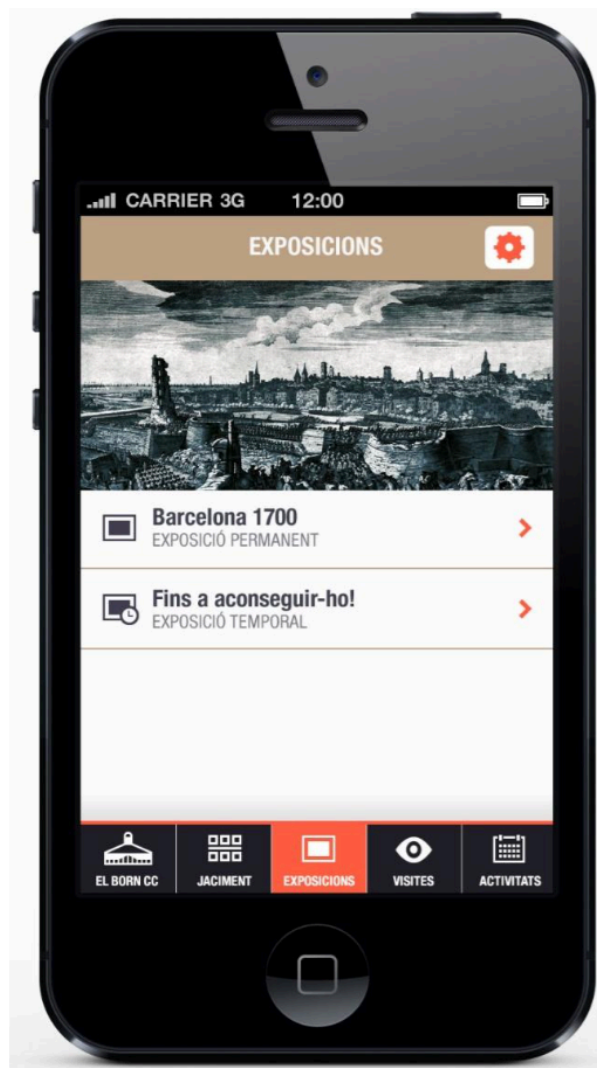 CARRIER 3G 12:00
EXPOSICIONS
Barcelona 1700
EXPOSICIÓ PERMANENT
Fins a aconseguir-ho!
EXPOSICIÓ TEMPORAL
EL BORN CC JACIMENT EXPOSICIONS VISITES ACTIVITATS